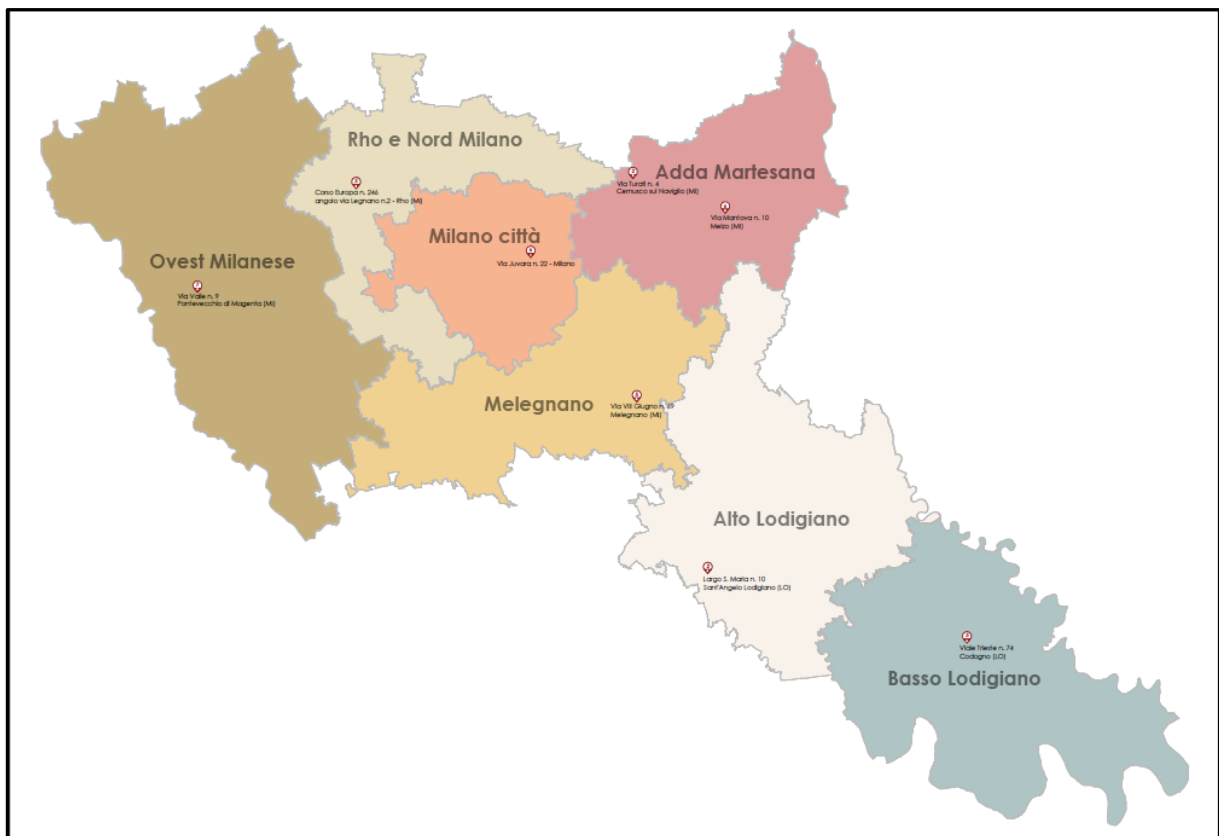 Rho e Nord Milano
Corso Europa n. 246
angolo via Legnano n.2 - Rho (MI)
Adda Martesana
Via Turati n. 4
Cernusco sul Naviglio (MI)
Via Mantova n. 10
Melzo (MI)
Milano città
Via Juvara n. 22 - Milano
Ovest Milanese
Via Valle n. 9
Pontevecchio di Magenta (MI)
Melegnano
Via VIII Giugno n.
Melegnano (MI)
Alto Lodigiano
Largo S. Maria n. 10
Sant'Angelo Lodigiano (LO)
Viale Trieste n. 74
Codogno (LO)
Basso Lodigiano